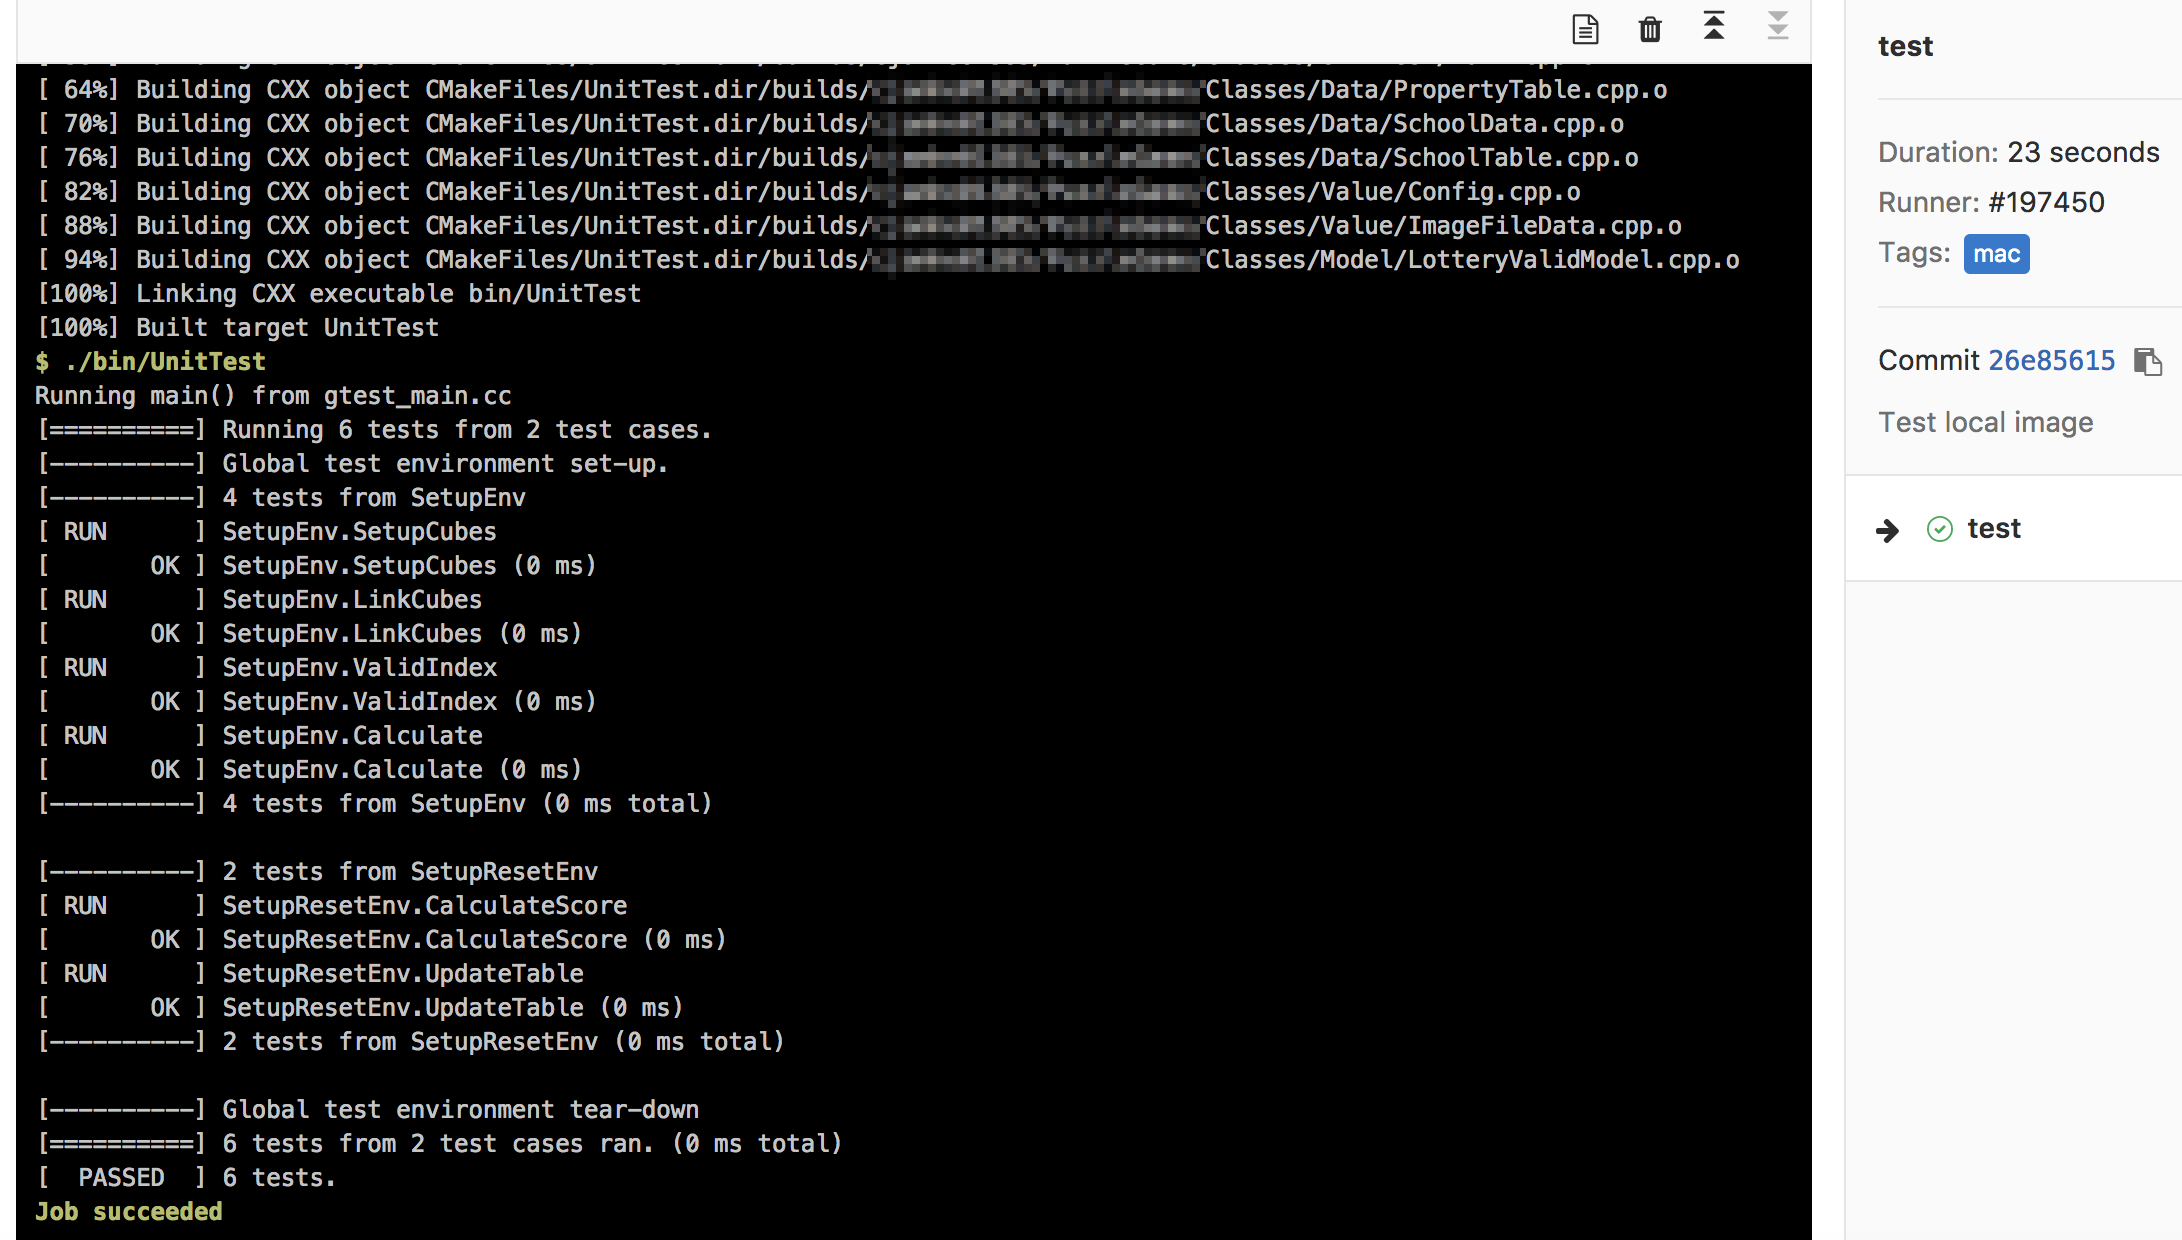 [ 64%] Building CXX object CMakeFiles/UnitTest.dir/builds/ Classes/Data/PropertyTable.cpp.o
[ 70%] Building CXX object CMakeFiles/UnitTest.dir/builds/ Classes/Data/SchoolData.cpp.o
[ 76%] Building CXX object CMakeFiles/UnitTest.dir/builds/ Classes/Data/SchoolTable.cpp.o
[ 82%] Building CXX object CMakeFiles/UnitTest.dir/builds/ Classes/Value/Config.cpp.o
[ 88%] Building CXX object CMakeFiles/UnitTest.dir/builds/ Classes/Value/ImageFileData.cpp.o
[ 94%] Building CXX object CMakeFiles/UnitTest.dir/builds/ Classes/Model/LotteryValidModel.cpp.o
[100%] Linking CXX executable bin/UnitTest
[100%] Built target UnitTest
$ ./bin/UnitTest
Running main() from gtest_main.cc
[==========] Running 6 tests from 2 test cases.
[----------] Global test environment set-up.
[----------] 4 tests from SetupEnv
[ RUN      ] SetupEnv.SetupCubes
[       OK ] SetupEnv.SetupCubes (0 ms)
[ RUN      ] SetupEnv.LinkCubes
[       OK ] SetupEnv.LinkCubes (0 ms)
[ RUN      ] SetupEnv.ValidIndex
[       OK ] SetupEnv.ValidIndex (0 ms)
[ RUN      ] SetupEnv.Calculate
[       OK ] SetupEnv.Calculate (0 ms)
[----------] 4 tests from SetupEnv (0 ms total)
[----------] 2 tests from SetupResetEnv
[ RUN      ] SetupResetEnv.CalculateScore
[       OK ] SetupResetEnv.CalculateScore (0 ms)
[ RUN      ] SetupResetEnv.UpdateTable
[       OK ] SetupResetEnv.UpdateTable (0 ms)
[----------] 2 tests from SetupResetEnv (0 ms total)
[----------] Global test environment tear-down
[==========] 6 tests from 2 test cases ran. (0 ms total)
[  PASSED  ] 6 tests.
Job succeeded
test
Duration: 23 seconds
Runner: #197450
Tags: mac
Commit 26e85615
Test local image
test